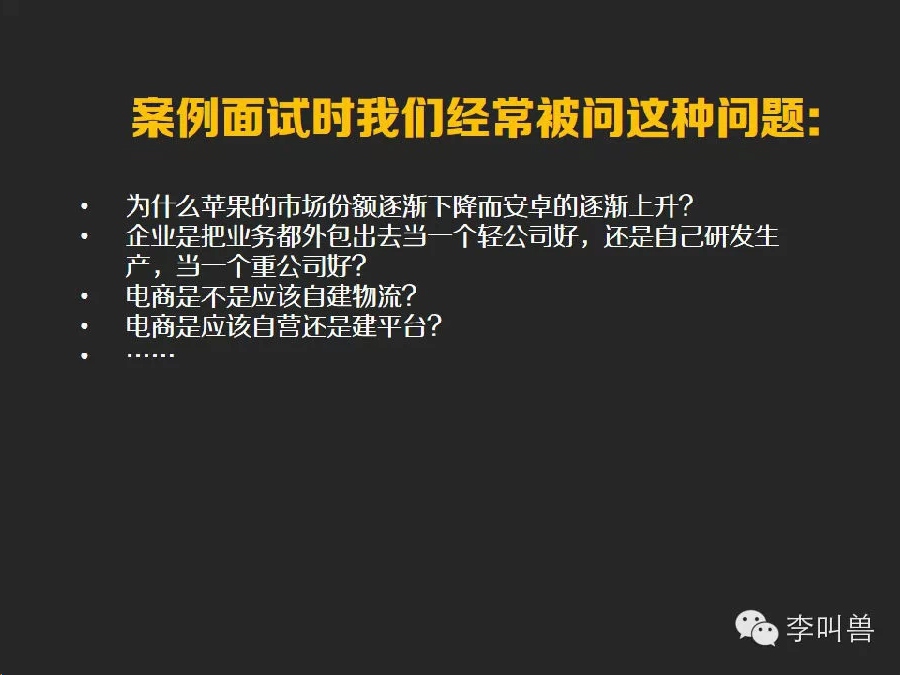 案例面试时我们经常被问这种问题:
• 为什么苹果的市场份额逐渐下降而安卓的逐渐上升?
• 企业是把业务都外包出去当一个轻公司好，还是自己研发生
产，当一个重公司好?
• 电商是不是应该自建物流?
• 电商是应该自营还是建平台?
• ……
李叫兽